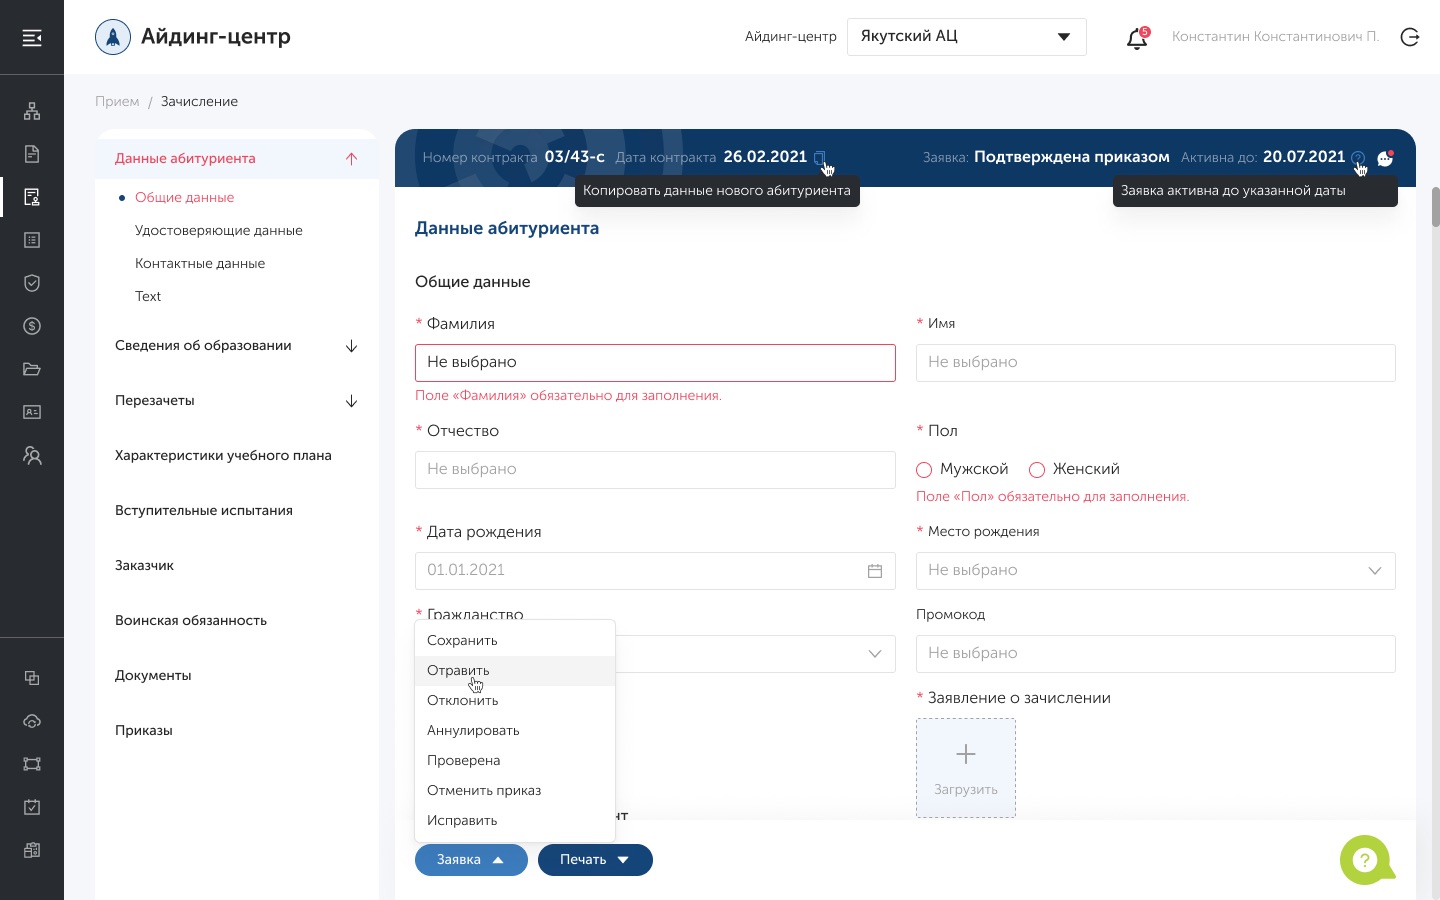 Айдинг-центр
Айдинг-центр
Якутский АЦ
5
Константин Константинович П.
Прием / Зачисление
Данные абитуриента
Общие данные
Удостоверяющие данные
Контактные данные
Text
Сведения об образовании
Перезачеты
Характеристики учебного плана
Вступительные испытания
Заказчик
Воинская обязанность
Документы
Приказы
Номер контракта 03/43-с Дата контракта 26.02.2021
Заявка: Подтверждена приказом Активна до: 20.07.2021
Копировать данные нового абитуриента
Заявка активна до указанной даты
Данные абитуриента
Общие данные
* Фамилия
* Имя
Не выбрано
Не выбрано
Поле «Фамилия» обязательно для заполнения.
* Отчество
* Пол
Не выбрано
Мужской
Женский
Поле «Пол» обязательно для заполнения.
* Дата рождения
* Место рождения
01.01.2021
Не выбрано
* Гражданство
Промокод
Не выбрано
* Заявление о зачислении
Загрузить
Сохранить
Отравить
Отклонить
Аннулировать
Проверена
Отменить приказ
Исправить
Заявка
Печать
?